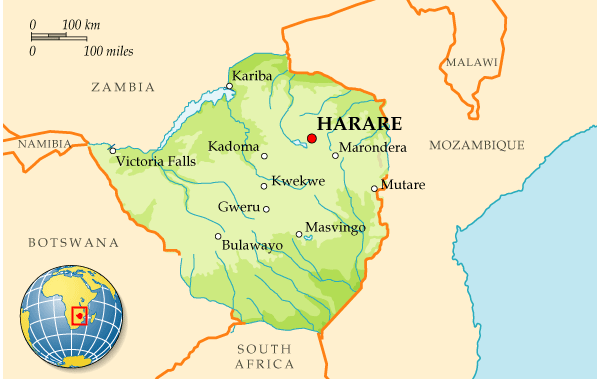 0 100 km
0 100 miles
MALAWI
Kariba
ZAMBIA
HARARE
Kadoma
Marondera
MOZAMBIQUE
NAMIBIA
Victoria Falls
Kwekwe
Mutare
Gweru
Masvingo
BOTSWANA
Bulawayo
SOUTH
AFRICA